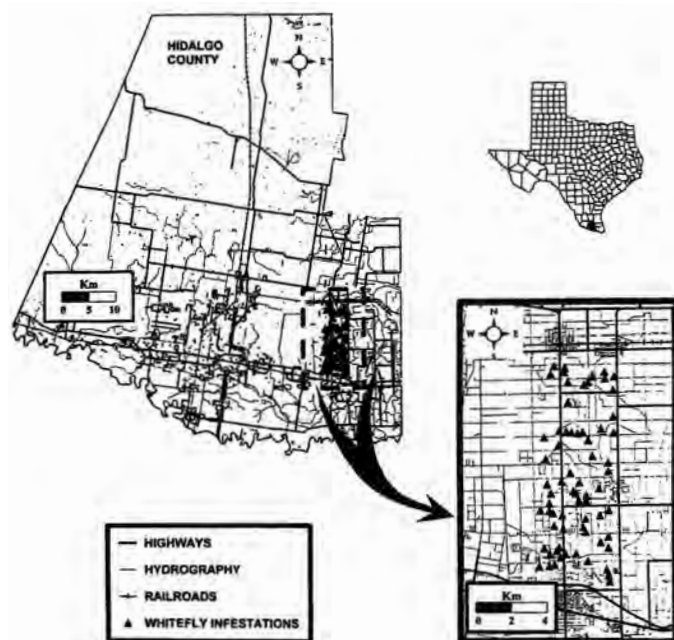 HIDALGO
COUNTY
N
W E
S
Km
0 5 10
N
W E
HIGHWAYS
HYDROGRAPHY
RAILROADS
WHITEFLY INFESTATIONS
Km
0 2 4